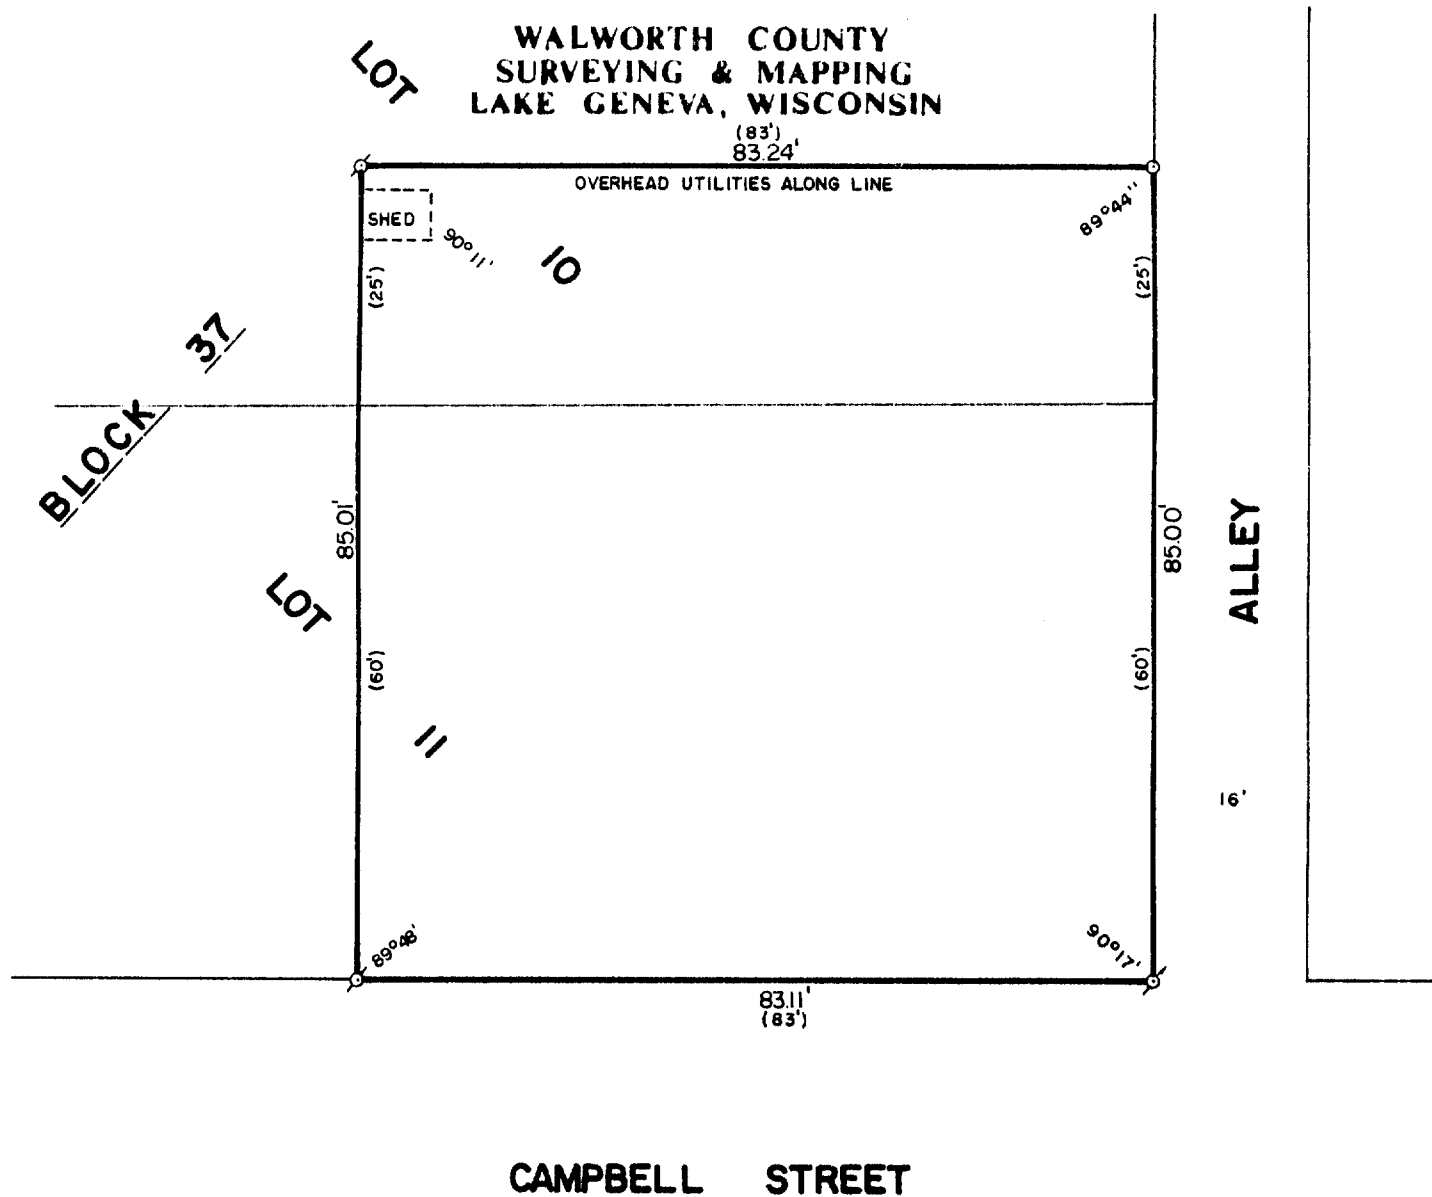 WALWORTH COUNTY
SURVEYING & MAPPING
LAKE GENEVA, WISCONSIN
LOT
(83')
83.24'
OVERHEAD UTILITIES ALONG LINE
SHED
90°11'
10
89°44"
(25')
(25')
BLOCK 37
85.01'
85.00'
ALLEY
LOT
(60')
(60')
11
16'
89°48'
90°17'
83.11'
(83')
CAMPBELL STREET